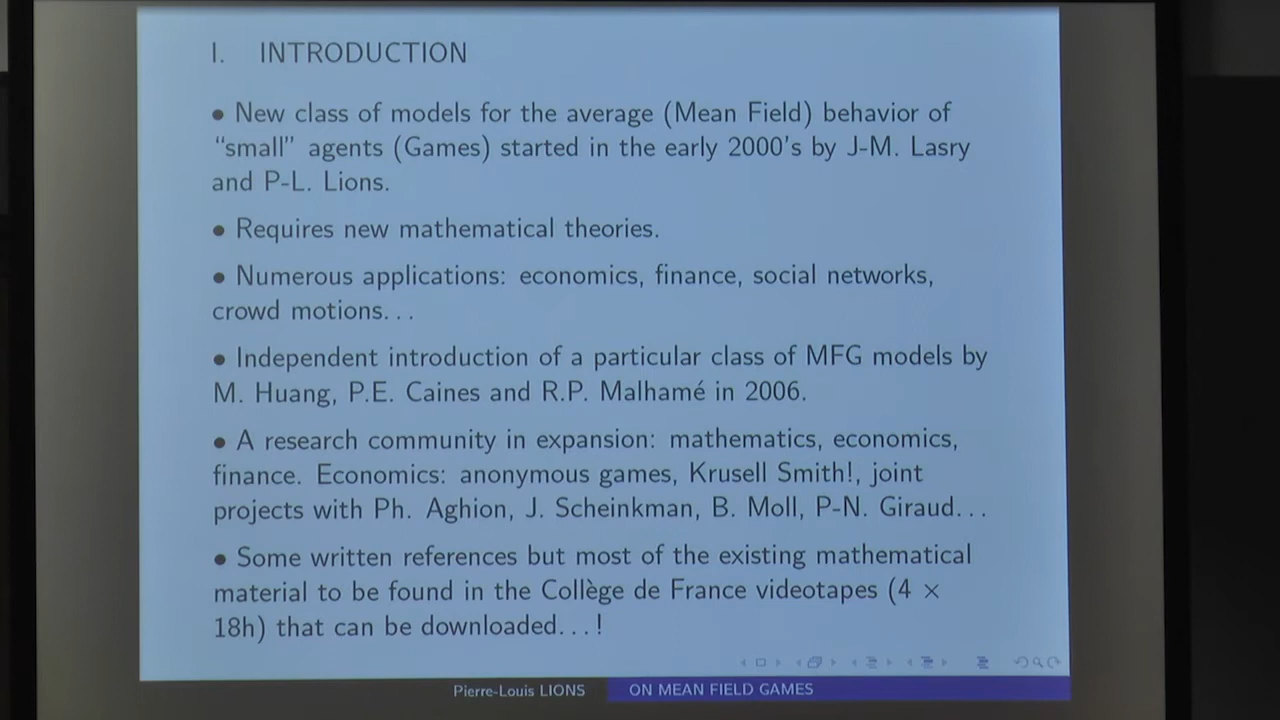 I. INTRODUCTION
• New class of models for the average (Mean Field) behavior of
“small” agents (Games) started in the early 2000's by J-M. Lasry
and P-L. Lions.
• Requires new mathematical theories.
• Numerous applications: economics, finance, social networks,
crowd motions...
• Independent introduction of a particular class of MFG models by
M. Huang, P.E. Caines and R.P. Malhamé in 2006.
• A research community in expansion: mathematics, economics,
finance. Economics: anonymous games, Krusell Smith!, joint
projects with Ph. Aghion, J. Scheinkman, B. Moll, P-N. Giraud...
• Some written references but most of the existing mathematical
material to be found in the Collège de France videotapes (4 ×
18h) that can be downloaded...!
Pierre-Louis LIONS ON MEAN FIELD GAMES